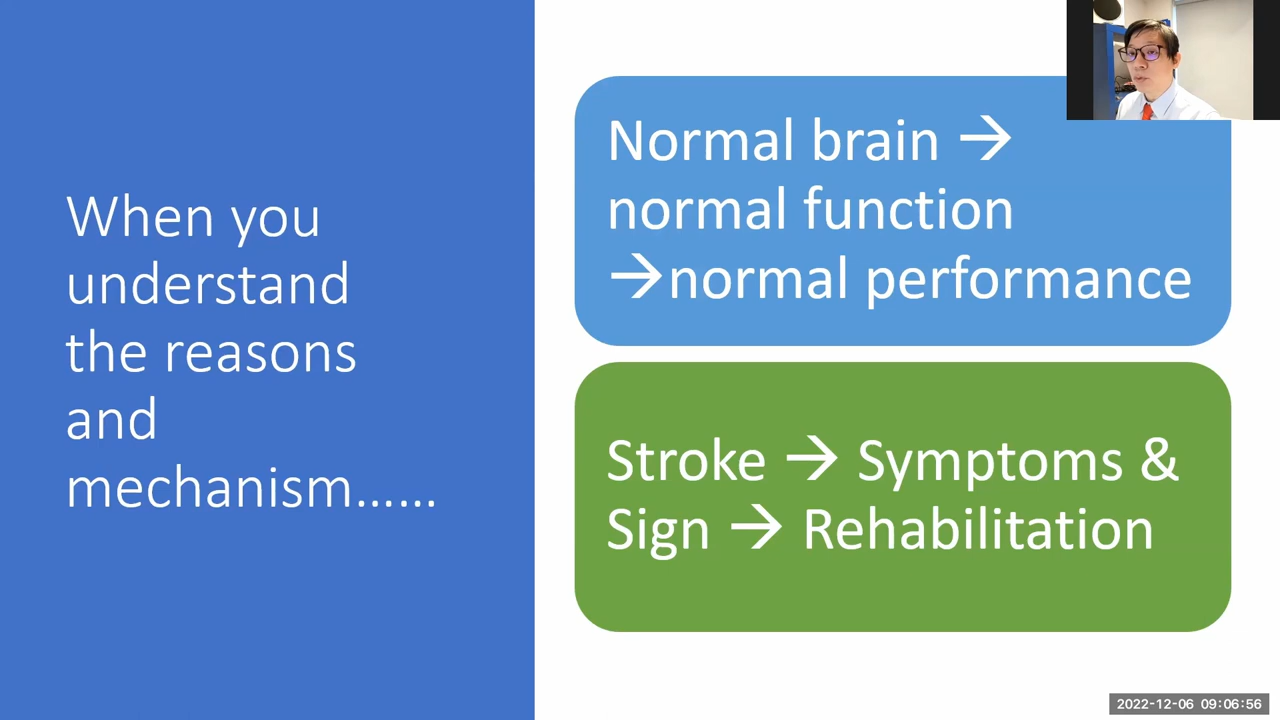 When you
understand
the reasons
and
mechanism……
Normal brain →
normal function
→normal performance
Stroke → Symptoms &
Sign → Rehabilitation
2022-12-06 09:06:56